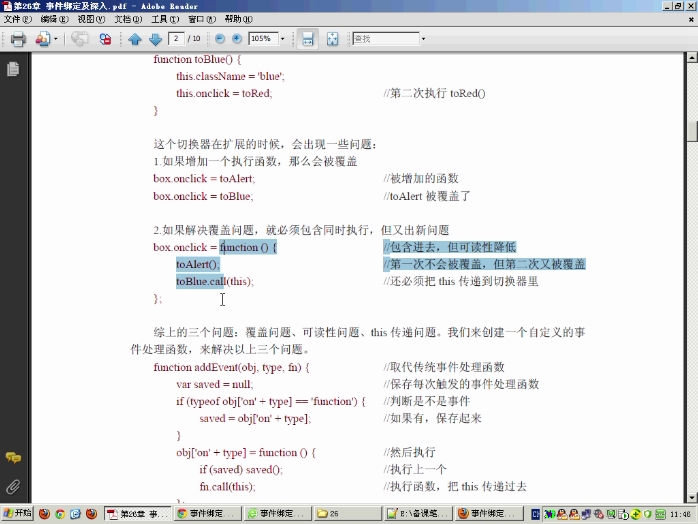 第26章 事件绑定及深入.pdf - Adobe Reader
文件(F) 编辑(E) 视图(V) 文档(D) 工具(T) 窗口(W) 帮助(H)
2 / 10 105% 查找
function toBlue() {
this.className = 'blue';
this.onclick = toRed; //第二次执行 toRed()
}
这个切换器在扩展的时候，会出现一些问题：
1.如果增加一个执行函数，那么会被覆盖
box.onclick = toAlert; //被增加的函数
box.onclick = toBlue; //toAlert 被覆盖了
2.如果解决覆盖问题，就必须包含同时执行，但又出新问题
box.onclick = function () { //包含进去，但可读性降低
toAlert(); //第一次不会被覆盖，但第二次又被覆盖
toBlue.call(this); //还必须把 this 传递到切换器里
};
综上的三个问题：覆盖问题、可读性问题、this 传递问题。我们来创建一个自定义的事
件处理函数，来解决以上三个问题。
function addEvent(obj, type, fn) { //取代传统事件处理函数
var saved = null; //保存每次触发的事件处理函数
if (typeof obj['on' + type] == 'function') { //判断是不是事件
saved = obj['on' + type]; //如果有，保存起来
}
obj['on' + type] = function () { //然后执行
if (saved) saved(); //执行上一个
fn.call(this); //执行函数，把 this 传递过去
};
开始 第26章 事... 事件绑定... 事件绑定... 26 E:\备课笔... 事件绑定... 11:46